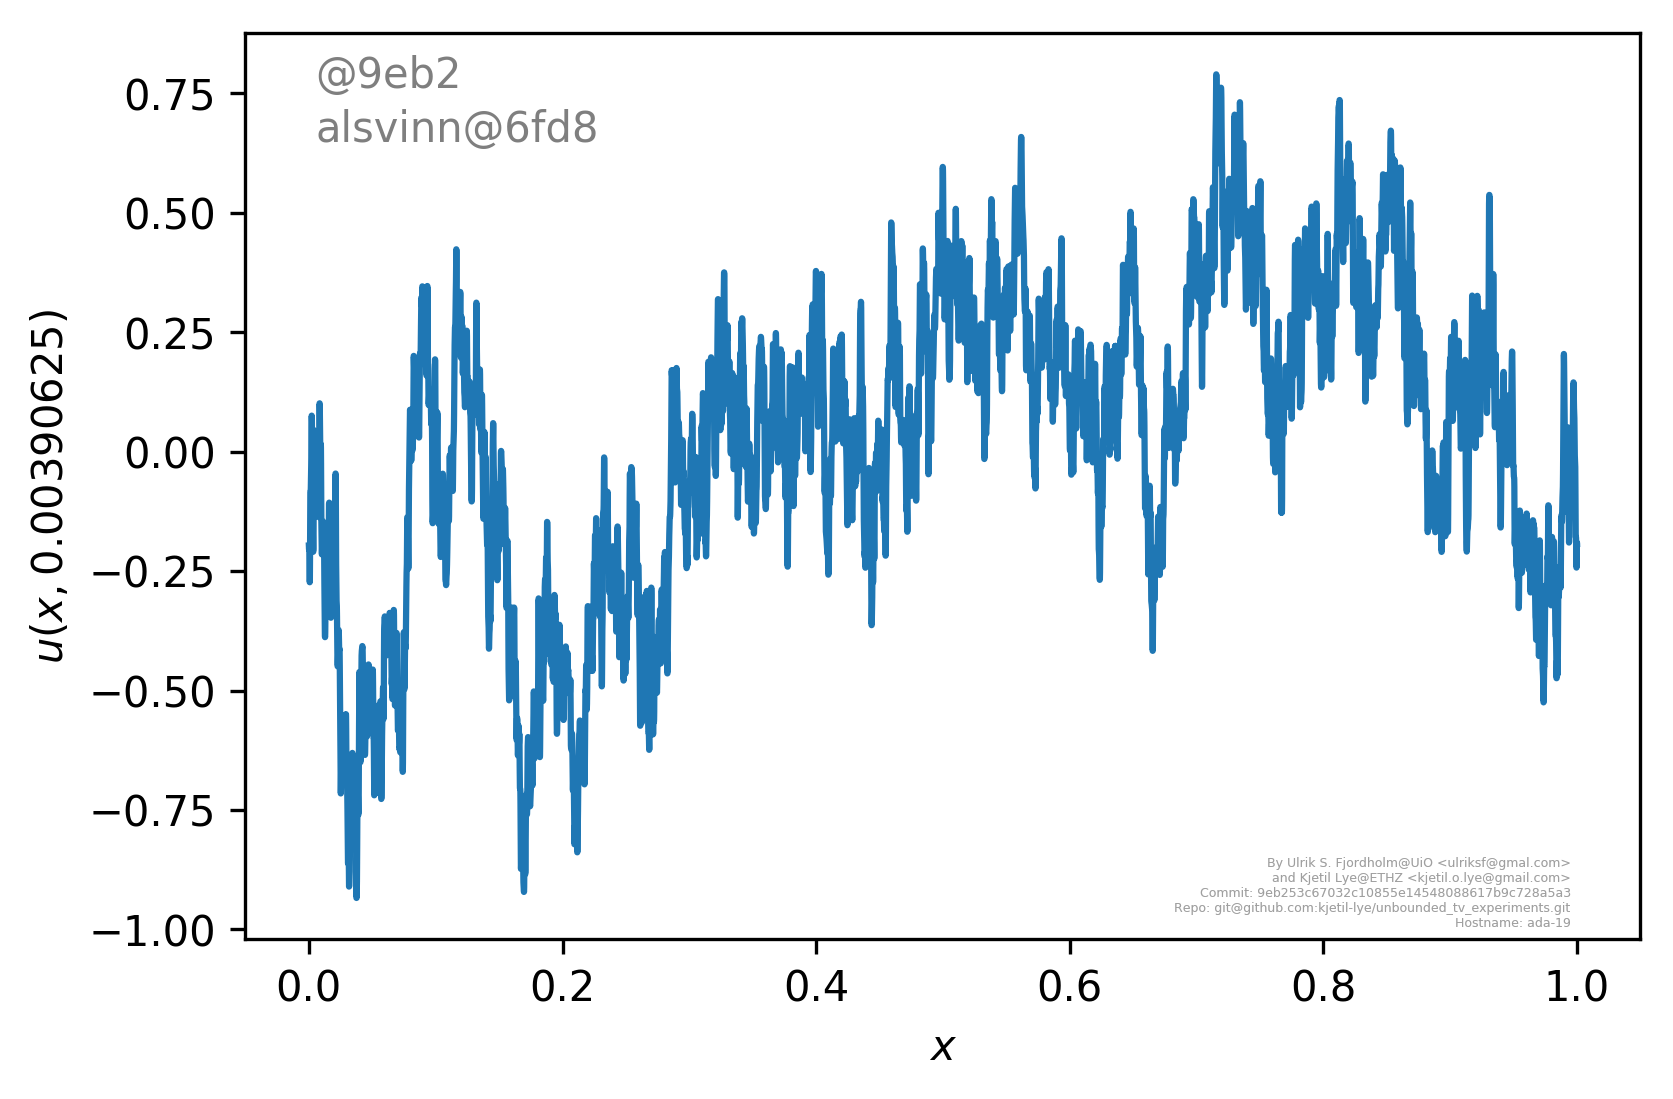 @9eb2
alsvinn@6fd8
0.75
0.50
0.25
0.00
−0.25
−0.50
−0.75
−1.00
u(x, 0.00390625)
0.0 0.2 0.4 0.6 0.8 1.0
x
By Ulrik S. Fjordholm@UiO <ulriksf@gmal.com>
and Kjetil Lye@ETHZ <kjetil.o.lye@gmail.com>
Commit: 9eb253c67032c10855e14548088617b9c728a5a3
Repo: git@github.com:kjetil-lye/unbounded_tv_experiments.git
Hostname: ada-19